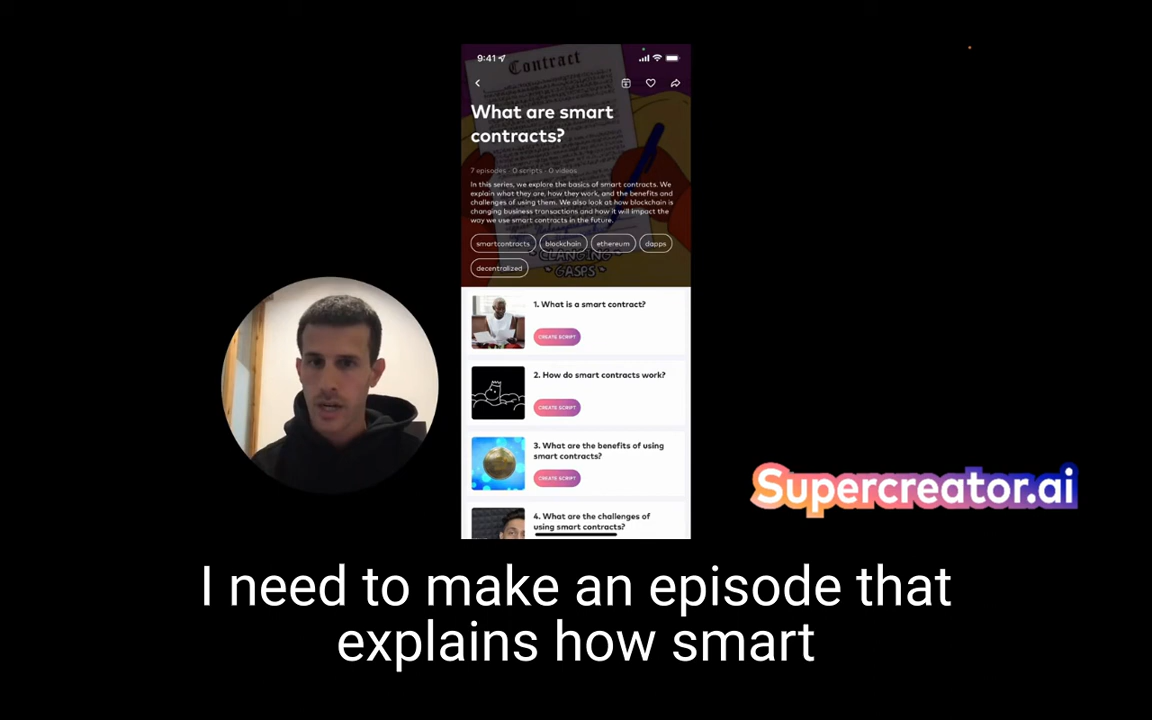 9:41
Contract
What are smart
contracts?
7 episodes · 0 scripts · 0 videos
In this series, we explore the basics of smart contracts. We
explain what they are, how they work, and the benefits and
challenges of using them. We also look at how blockchain is
changing business transactions and how it will impact the
way we use smart contracts in the future.
smartcontracts
blockchain
ethereum
dapps
CLANGING
decentralized
GASPS
1. What is a smart contract?
CREATE SCRIPT
2. How do smart contracts work?
CREATE SCRIPT
3. What are the benefits of using
smart contracts?
CREATE SCRIPT
4. What are the challenges of
using smart contracts?
Supercreator.ai
I need to make an episode that
explains how smart